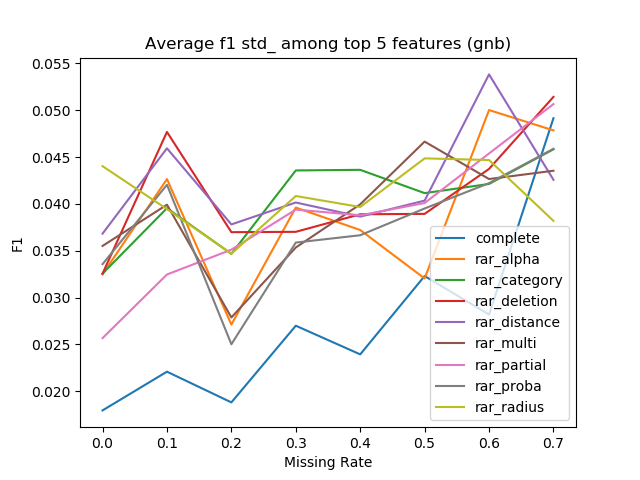 Average f1 std_ among top 5 features (gnb)
0.055
0.050
0.045
0.040
0.035
0.030
0.025
0.020
F1
0.0 0.1 0.2 0.3 0.4 0.5 0.6 0.7
Missing Rate
complete
rar_alpha
rar_category
rar_deletion
rar_distance
rar_multi
rar_partial
rar_proba
rar_radius